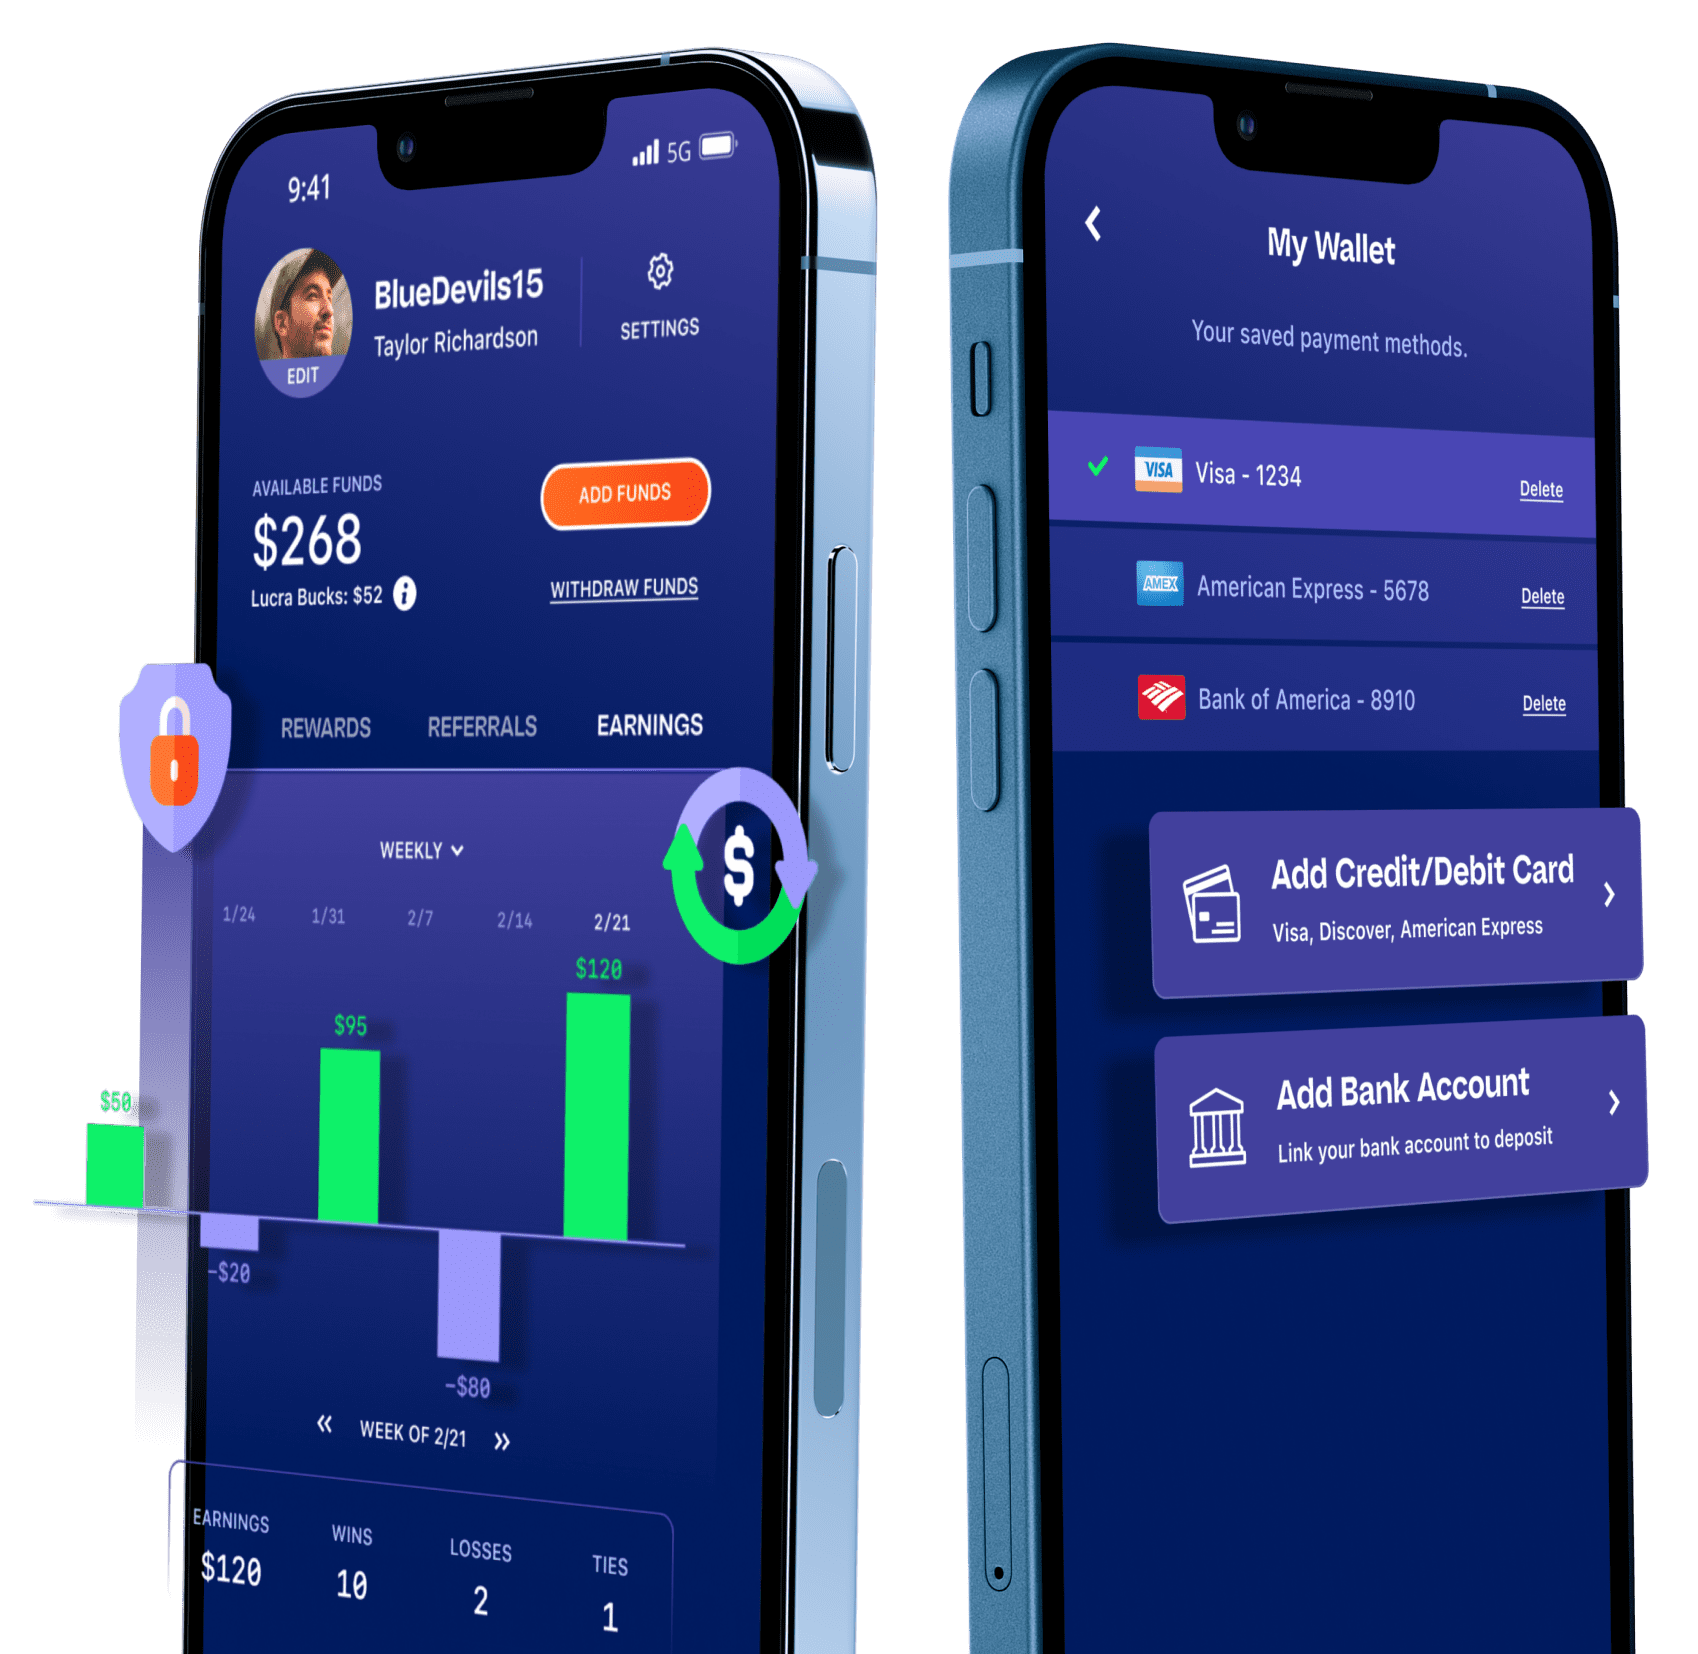 9:41
5G
BlueDevils15
Taylor Richardson
EDIT
SETTINGS
AVAILABLE FUNDS
$268
Lucra Bucks: $52
i
ADD FUNDS
WITHDRAW FUNDS
REWARDS
REFERRALS
EARNINGS
WEEKLY
1/24
1/31
2/7
2/14
2/21
$
$120
$95
$50
-$20
-$80
« WEEK OF 2/21 »
EARNINGS
$120
WINS
10
LOSSES
2
TIES
1
My Wallet
Your saved payment methods.
VISA
Visa - 1234
Delete
AMEX
American Express - 5678
Delete
Bank of America - 8910
Delete
Add Credit/Debit Card
Visa, Discover, American Express
Add Bank Account
Link your bank account to deposit